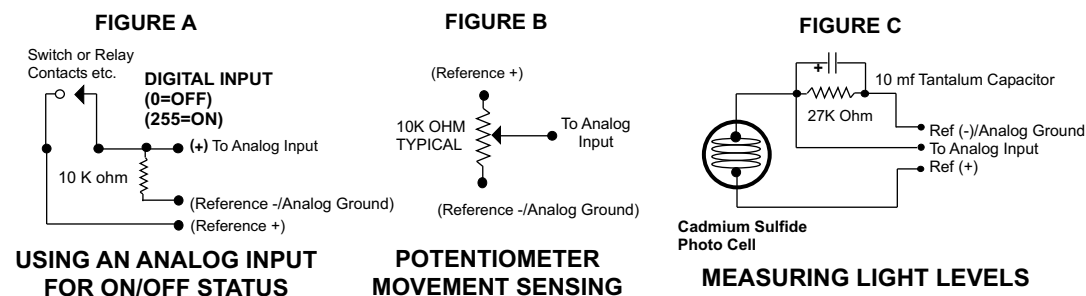 FIGURE A
Switch or Relay
Contacts etc.
DIGITAL INPUT
(0=OFF)
(255=ON)
(+) To Analog Input
10 K ohm
(Reference -/Analog Ground)
(Reference +)
USING AN ANALOG INPUT
FOR ON/OFF STATUS
FIGURE B
(Reference +)
10K OHM
TYPICAL
To Analog
Input
(Reference -/Analog Ground)
POTENTIOMETER
MOVEMENT SENSING
FIGURE C
+
10 mf Tantalum Capacitor
27K Ohm
Ref (-)/Analog Ground
To Analog Input
Ref (+)
Cadmium Sulfide
Photo Cell
MEASURING LIGHT LEVELS